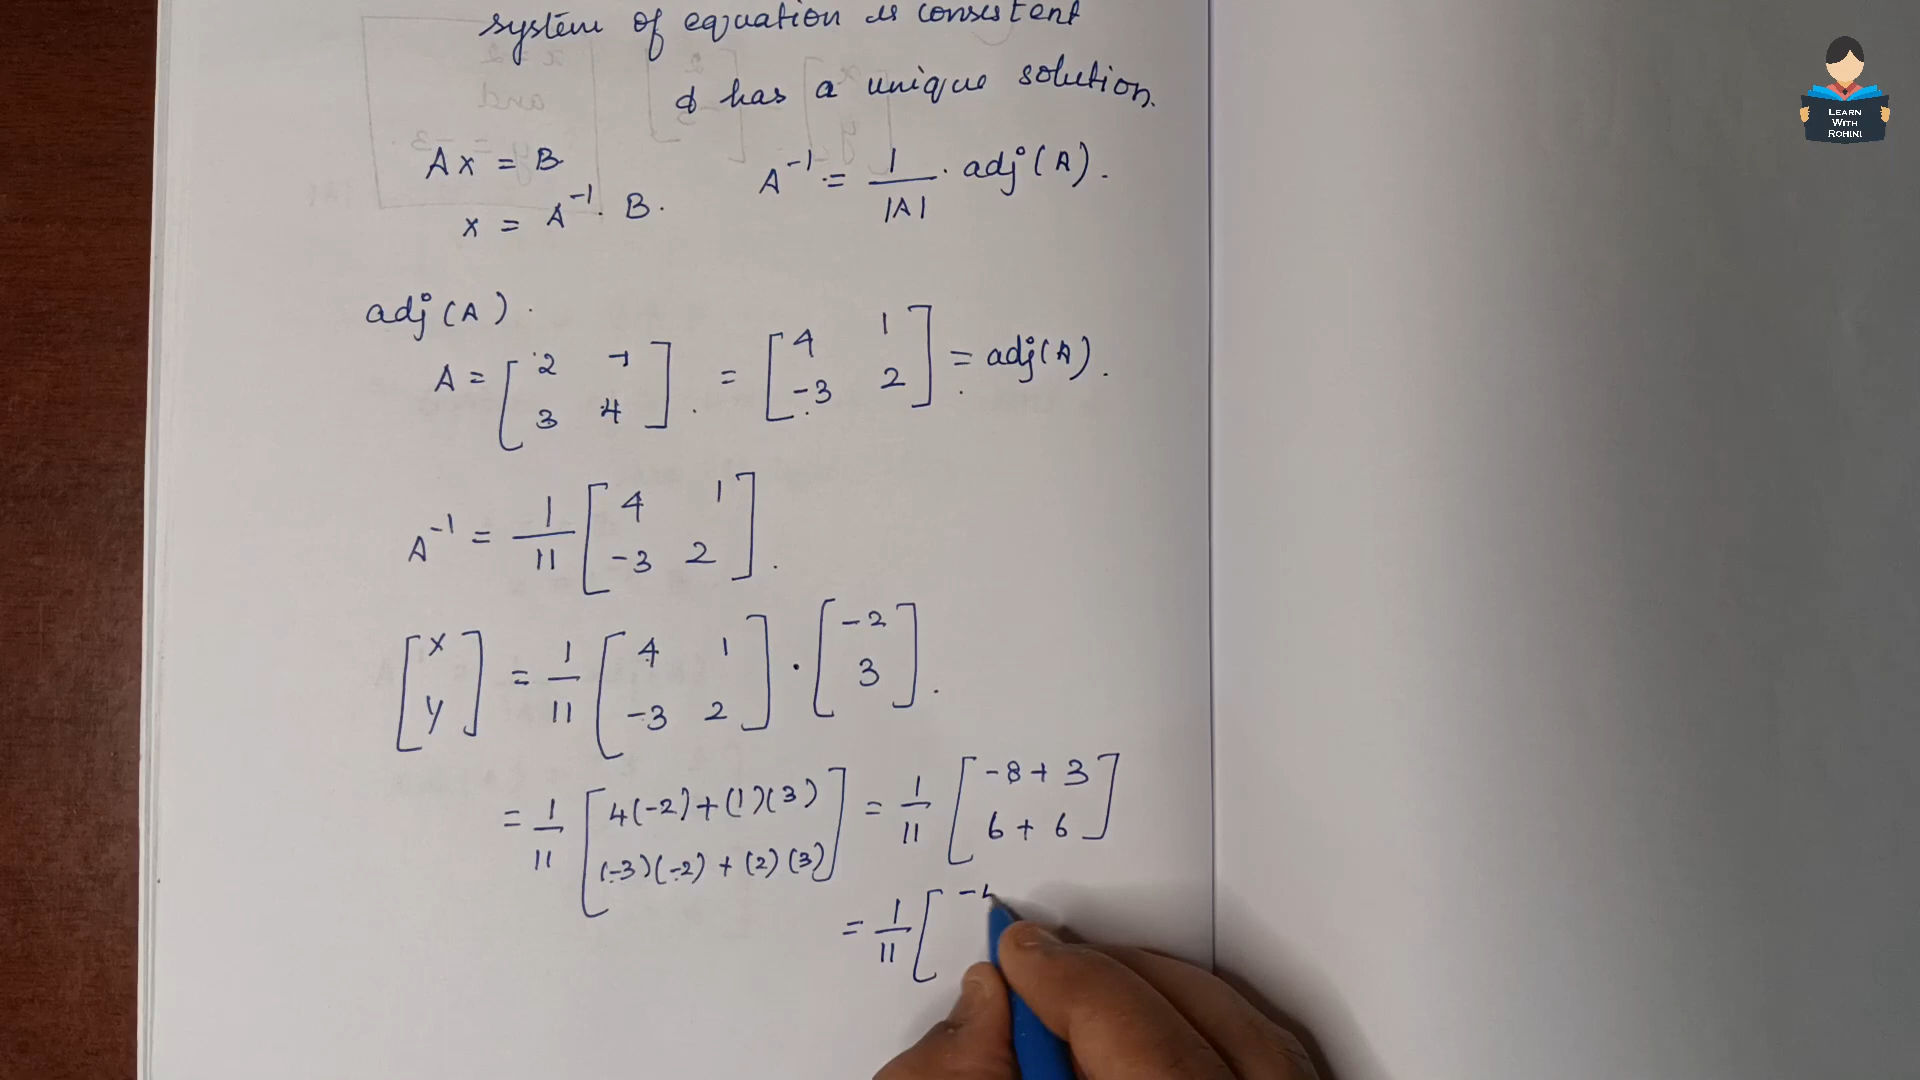 system of equation is consistent
& has a unique solution.
Ax = B
x = A⁻¹. B.
A⁻¹ = 1/|A| . adj(A).
adj(A).
A = [2 -1; 3 4]. = [4 1; -3 2] = adj(A).
A⁻¹ = 1/11 [4 1; -3 2].
[x; y] = 1/11 [4 1; -3 2] . [-2; 3].
= 1/11 [4(-2)+(1)(3); (-3)(-2) + (2)(3)] = 1/11 [-8+3; 6+6]
= 1/11 [
LEARN
WITH
ROHINI